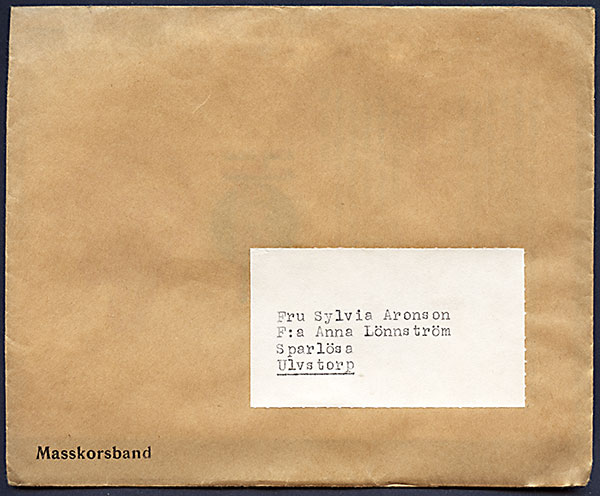 Fru Sylvia Aronson
F:a Anna Lönnström
Sparlösa
Ulvstorp
Masskorsband